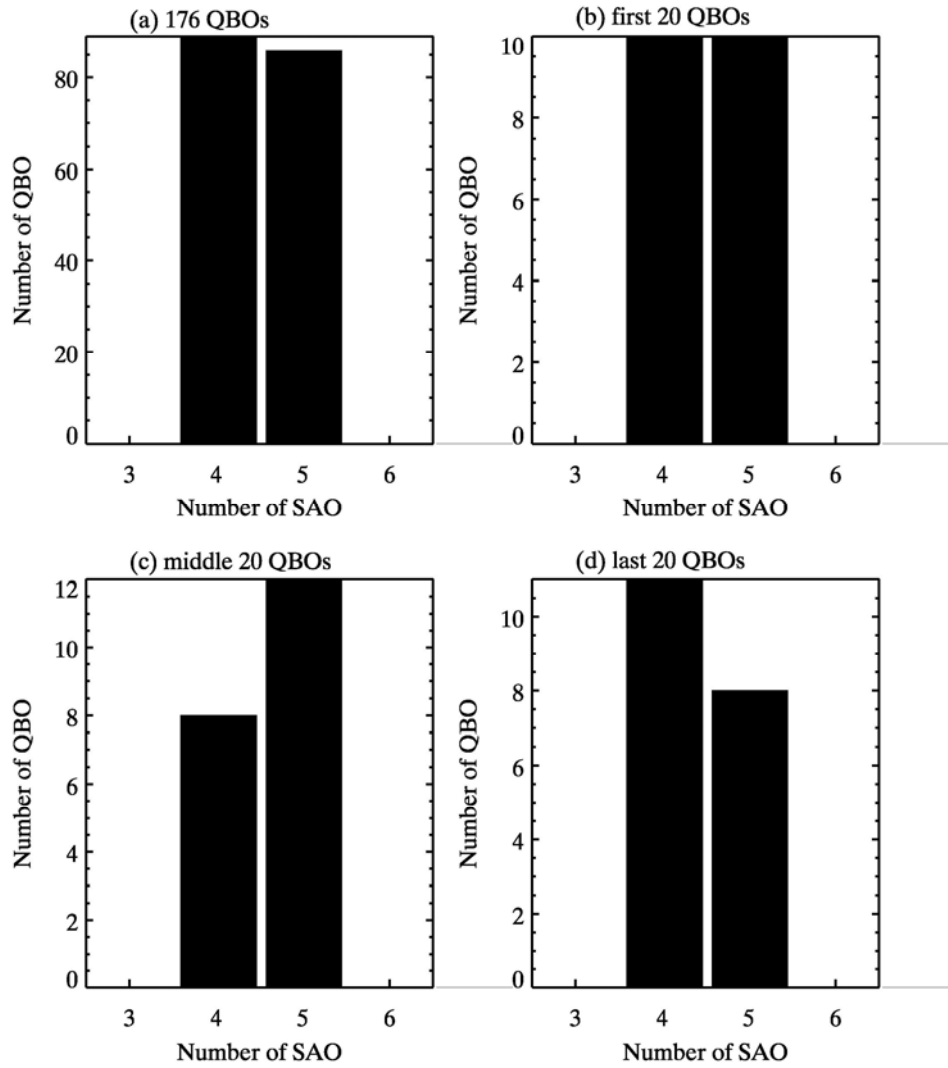 (a) 176 QBOs
80
60
40
20
0
Number of QBO
3 4 5 6
Number of SAO
(b) first 20 QBOs
10
8
6
4
2
0
Number of QBO
3 4 5 6
Number of SAO
(c) middle 20 QBOs
12
10
8
6
4
2
0
Number of QBO
3 4 5 6
Number of SAO
(d) last 20 QBOs
10
8
6
4
2
0
Number of QBO
3 4 5 6
Number of SAO